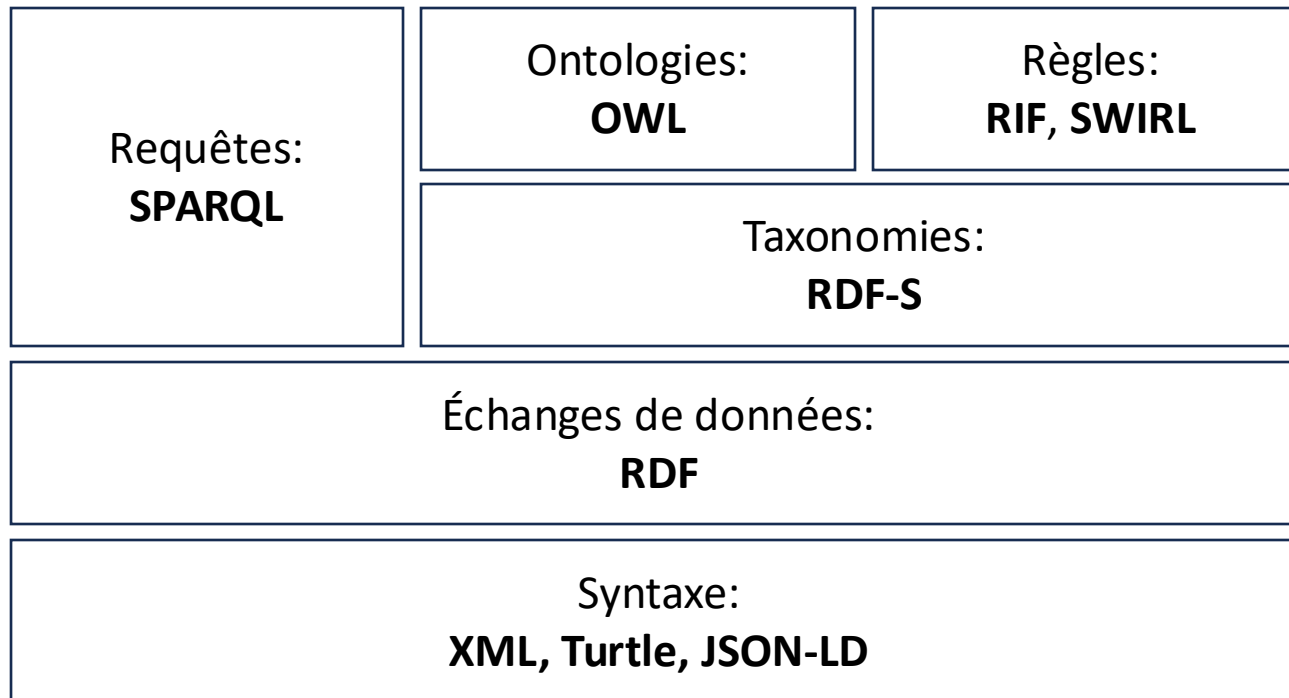 Requêtes:
SPARQL
Ontologies:
OWL
Règles:
RIF, SWIRL
Taxonomies:
RDF-S
Échanges de données:
RDF
Syntaxe:
XML, Turtle, JSON-LD